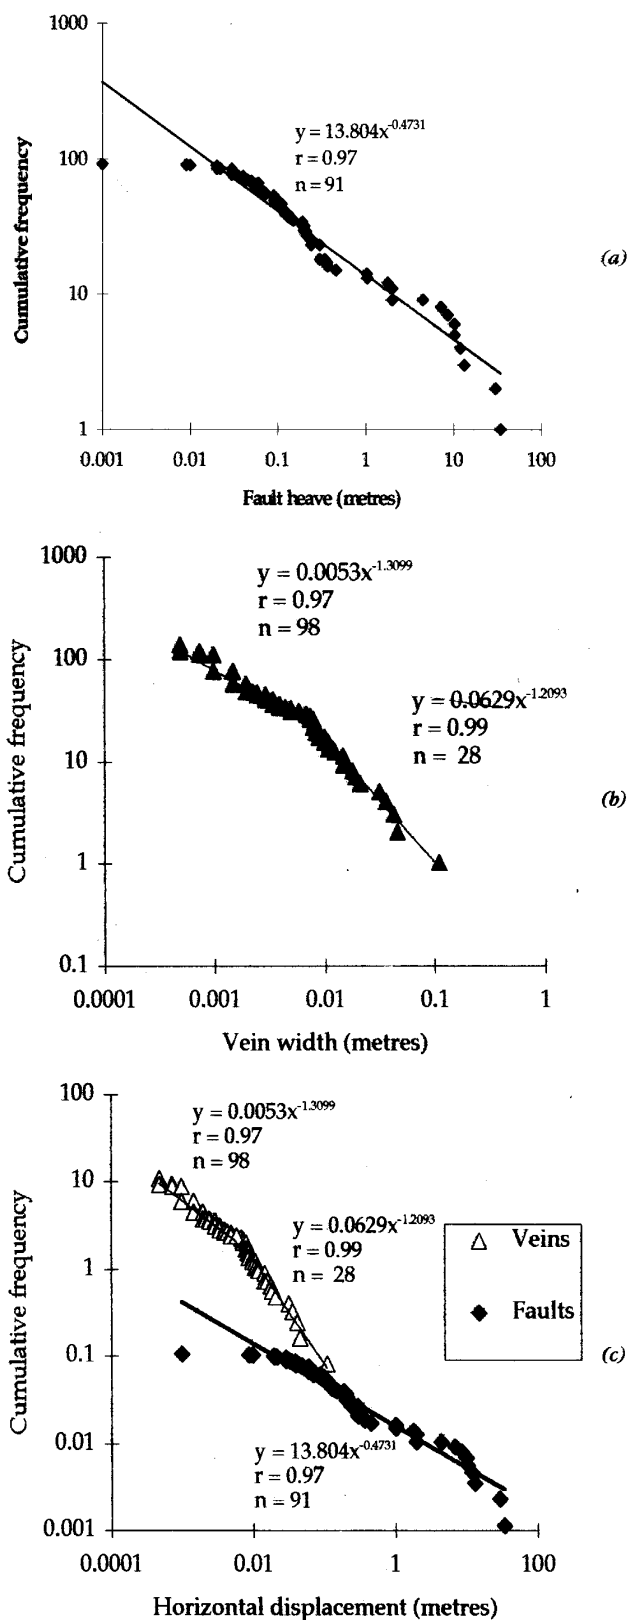 1000
100
10
1
Cumulative frequency
y = 13.804x^-0.4731
r = 0.97
n = 91
(a)
0.001 0.01 0.1 1 10 100
Fault heave (metres)
1000
100
10
1
0.1
Cumulative frequency
y = 0.0053x^-1.3099
r = 0.97
n = 98
y = 0.0629x^-1.2093
r = 0.99
n = 28
(b)
0.0001 0.001 0.01 0.1 1
Vein width (metres)
100
10
1
0.1
0.01
0.001
Cumulative frequency
y = 0.0053x^-1.3099
r = 0.97
n = 98
y = 0.0629x^-1.2093
r = 0.99
n = 28
Veins
Faults
(c)
y = 13.804x^-0.4731
r = 0.97
n = 91
0.0001 0.01 1 100
Horizontal displacement (metres)